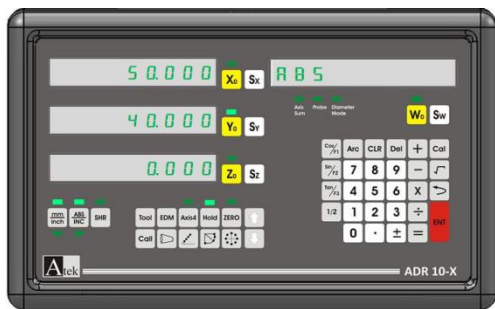 50.000 X₀ Sx ABS
Axis Sum Probe Diameter Mode
40.000 Y₀ Sʏ W₀ Sw
0.000 Z₀ Sz
Cos/F1 Arc CLR Del + Cal
Sin/F2 7 8 9 - √
Tan/F3 4 5 6 X
mm/inch ABS/INC SHR Tool EDM Axis4 Hold ZERO 1/2 1 2 3 ÷ ENT
Call 0 · ± =
Atek ADR 10-X